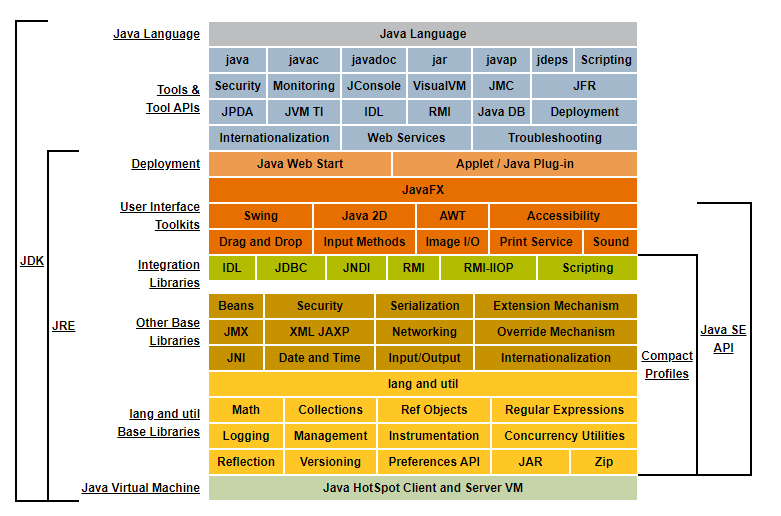 Java Language Java Language
java javac javadoc jar javap jdeps Scripting
Security Monitoring JConsole VisualVM JMC JFR
Tools &
Tool APIs
JPDA JVM TI IDL RMI Java DB Deployment
Internationalization Web Services Troubleshooting
Deployment Java Web Start Applet / Java Plug-in
JavaFX
User Interface
Toolkits
Swing Java 2D AWT Accessibility
Drag and Drop Input Methods Image I/O Print Service Sound
JDK
Integration
Libraries
IDL JDBC JNDI RMI RMI-IIOP Scripting
Beans Security Serialization Extension Mechanism
JRE
Other Base
Libraries
JMX XML JAXP Networking Override Mechanism
Java SE
API
JNI Date and Time Input/Output Internationalization
Compact
Profiles
lang and util
Math Collections Ref Objects Regular Expressions
lang and util
Base Libraries
Logging Management Instrumentation Concurrency Utilities
Reflection Versioning Preferences API JAR Zip
Java Virtual Machine Java HotSpot Client and Server VM